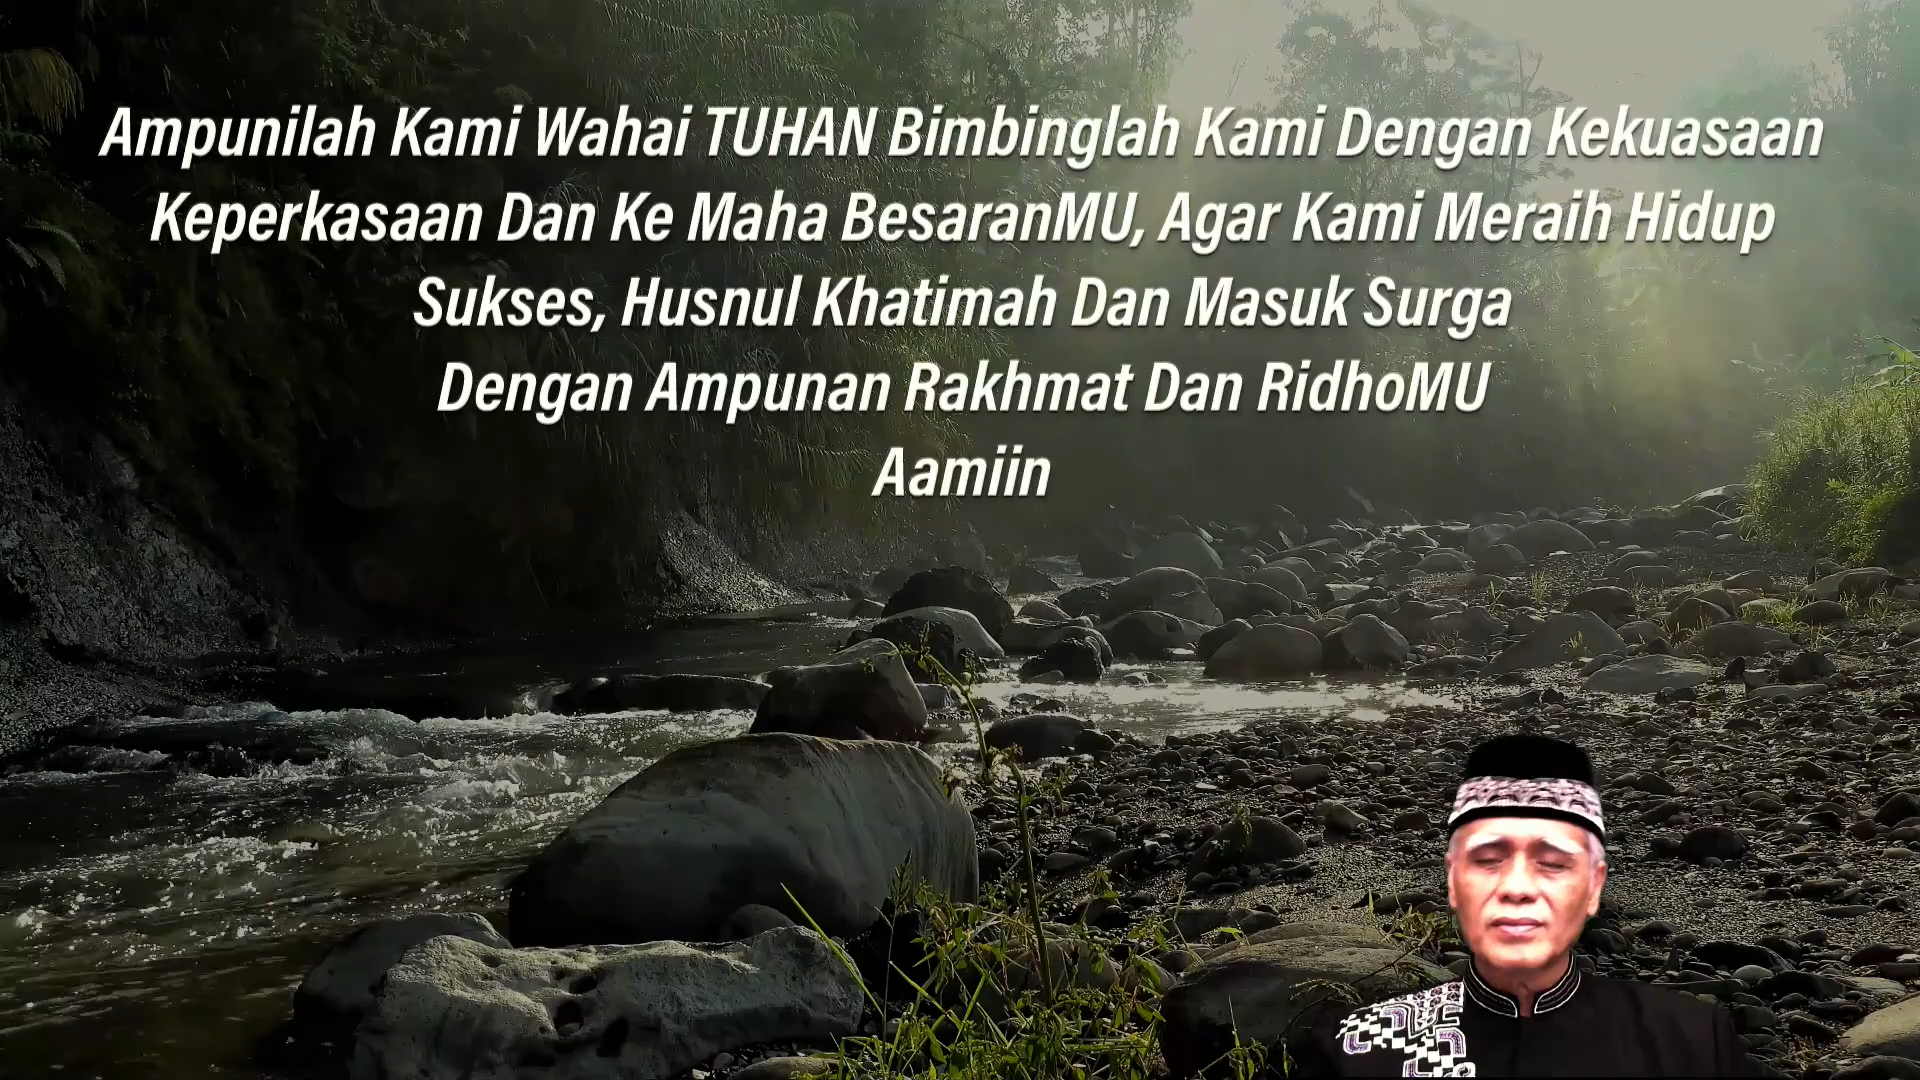 Ampunilah Kami Wahai TUHAN Bimbinglah Kami Dengan Kekuasaan
Keperkasaan Dan Ke Maha BesaranMU, Agar Kami Meraih Hidup
Sukses, Husnul Khatimah Dan Masuk Surga
Dengan Ampunan Rakhmat Dan RidhoMU
Aamiin